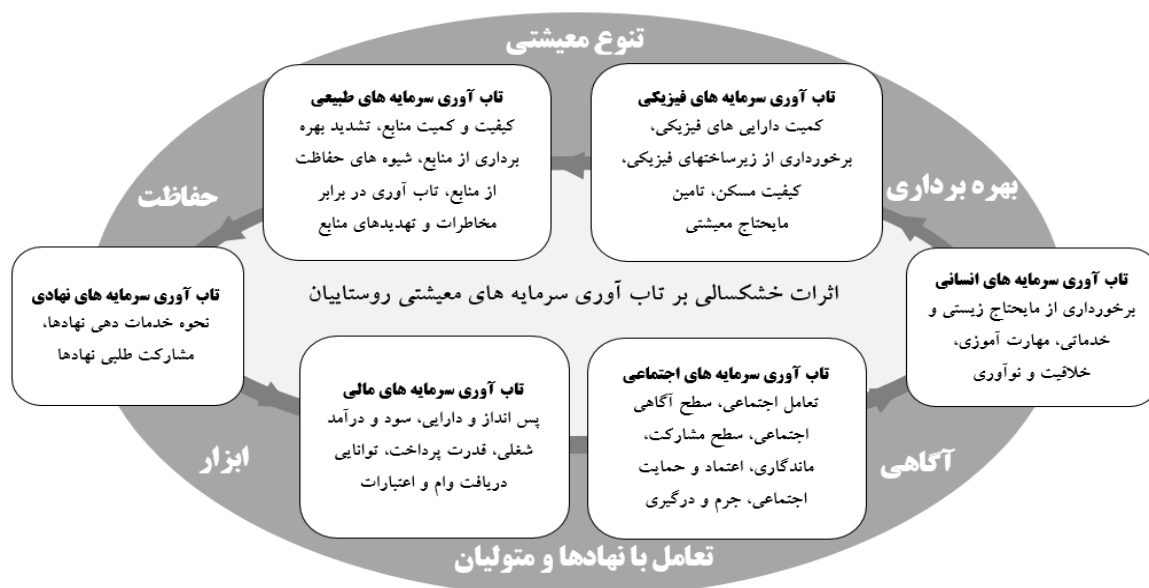 تنوع معیشتی
تاب آوری سرمایه های فیزیکی
کمیت دارایی های فیزیکی،
برخورداری از زیرساختهای فیزیکی،
کیفیت مسکن، تامین
مایحتاج معیشتی
تاب آوری سرمایه های طبیعی
کیفیت و کمیت منابع، تشدید بهره
برداری از منابع، شیوه های حفاظت
از منابع، تاب آوری در برابر
مخاطرات و تهدیدهای منابع
بهره برداری
حفاظت
تاب آوری سرمایه های انسانی
برخورداری از مایحتاج زیستی و
خدماتی، مهارت آموزی،
خلاقیت و نوآوری
اثرات خشکسالی بر تاب آوری سرمایه های معیشتی روستاییان
تاب آوری سرمایه های نهادی
نحوه خدمات دهی نهادها،
مشارکت طلبی نهادها
تاب آوری سرمایه های اجتماعی
تعامل اجتماعی، سطح آگاهی
اجتماعی، سطح مشارکت،
ماندگاری، اعتماد و حمایت
اجتماعی، جرم و درگیری
تاب آوری سرمایه های مالی
پس انداز و دارایی، سود و درآمد
شغلی، قدرت پرداخت، توانایی
دریافت وام و اعتبارات
آگاهی
ابزار
تعامل با نهادها و متولیان